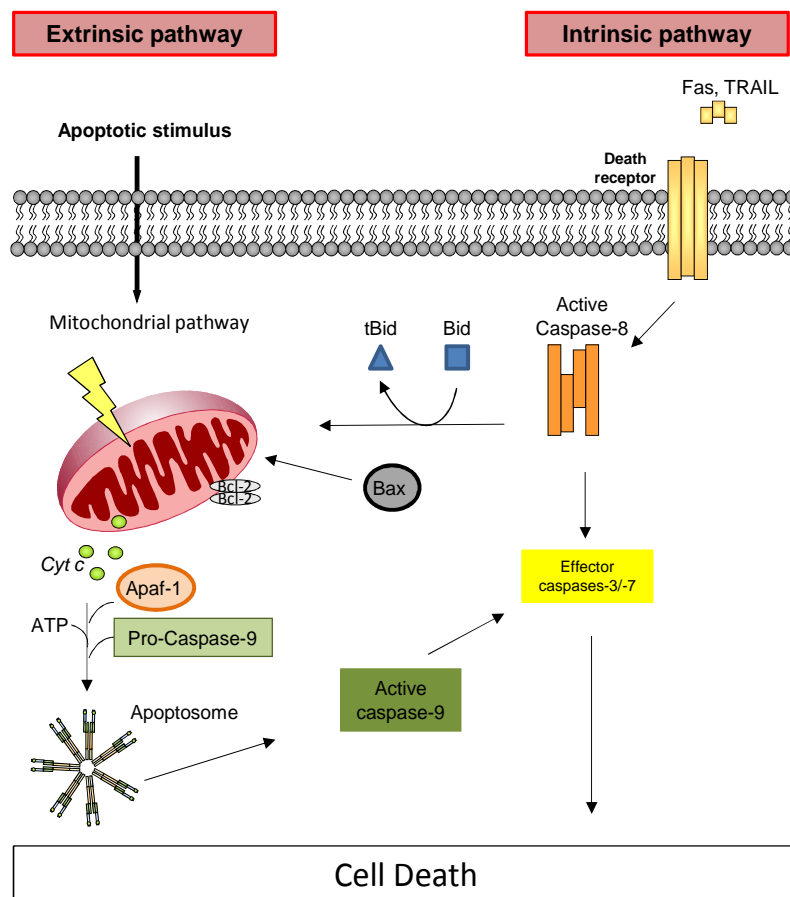 Extrinsic pathway
Intrinsic pathway
Fas, TRAIL
Apoptotic stimulus
Death
receptor
Mitochondrial pathway
tBid
Bid
Active
Caspase-8
Bcl-2
Bcl-2
Bax
Cyt c
Apaf-1
ATP
Pro-Caspase-9
Effector
caspases-3/-7
Active
caspase-9
Apoptosome
Cell Death